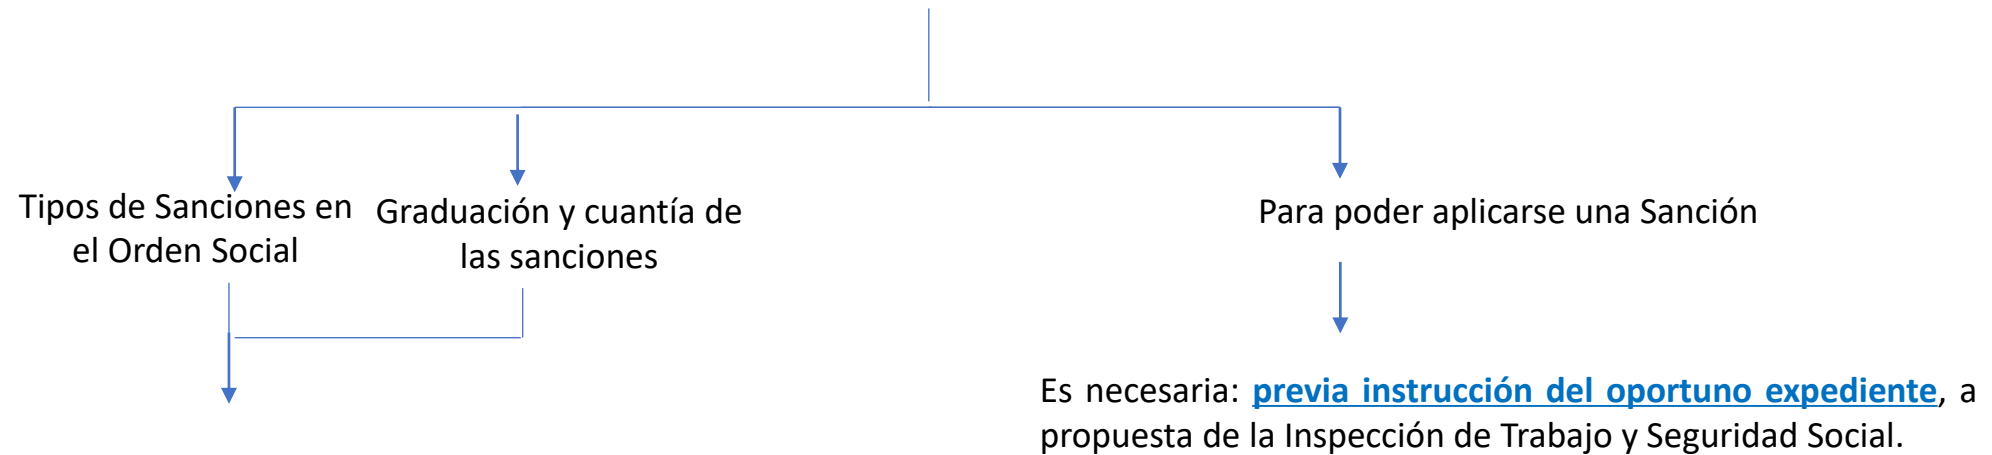 Tipos de Sanciones en
el Orden Social
Graduación y cuantía de
las sanciones
Para poder aplicarse una Sanción
Es necesaria: previa instrucción del oportuno expediente, a
propuesta de la Inspección de Trabajo y Seguridad Social.